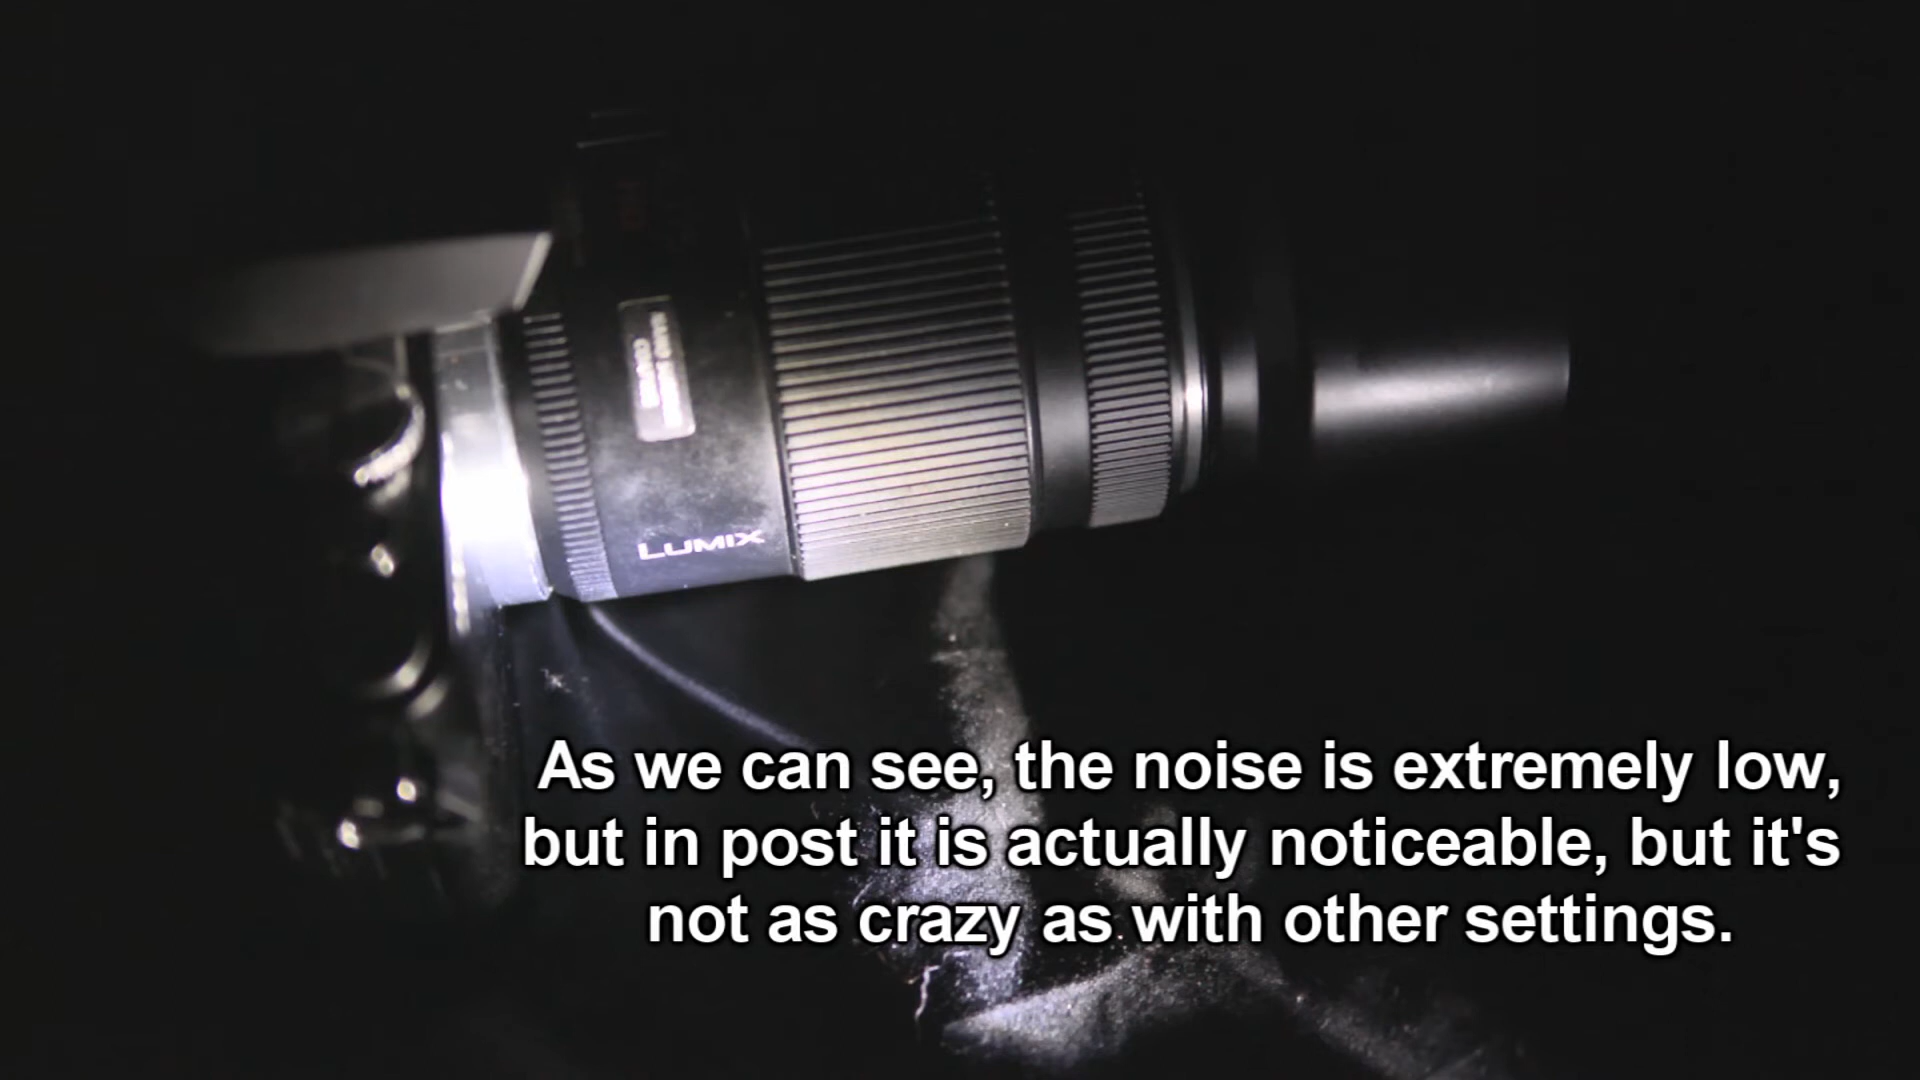 LUMIX
As we can see, the noise is extremely low,
but in post it is actually noticeable, but it's
not as crazy as with other settings.